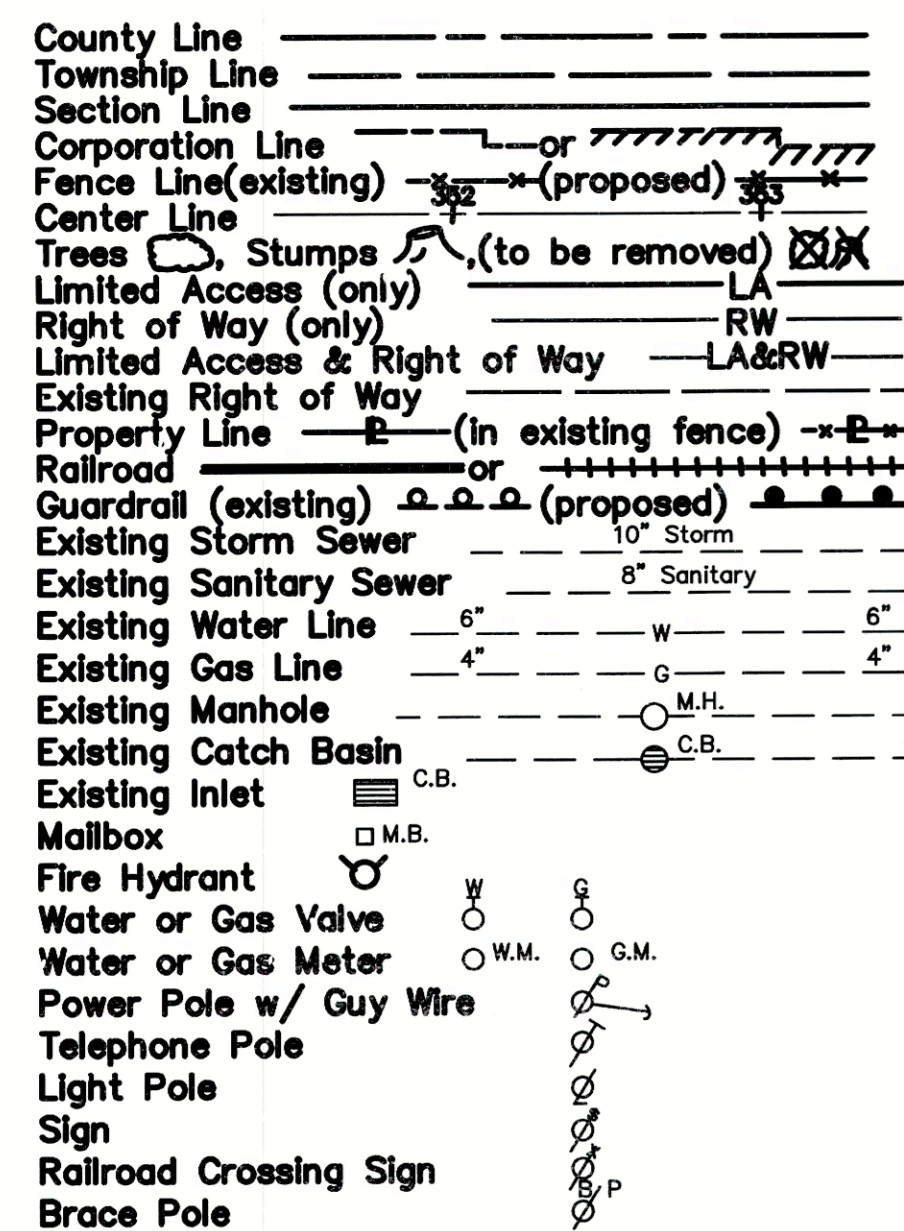 County Line
Township Line
Section Line
Corporation Line or
Fence Line(existing) (proposed)
352 353
Center Line
Trees , Stumps ,(to be removed)
Limited Access (only) LA
Right of Way (only) RW
Limited Access & Right of Way LA&RW
Existing Right of Way
Property Line PL (in existing fence) PL
Railroad or
Guardrail (existing) (proposed)
Existing Storm Sewer 10" Storm
Existing Sanitary Sewer 8" Sanitary
Existing Water Line 6" W 6"
Existing Gas Line 4" G 4"
Existing Manhole M.H.
Existing Catch Basin C.B.
Existing Inlet C.B.
Mailbox M.B.
Fire Hydrant
W G
Water or Gas Valve
Water or Gas Meter W.M. G.M.
Power Pole w/ Guy Wire P
Telephone Pole T
Light Pole L
Sign S
Railroad Crossing Sign X
Brace Pole B P